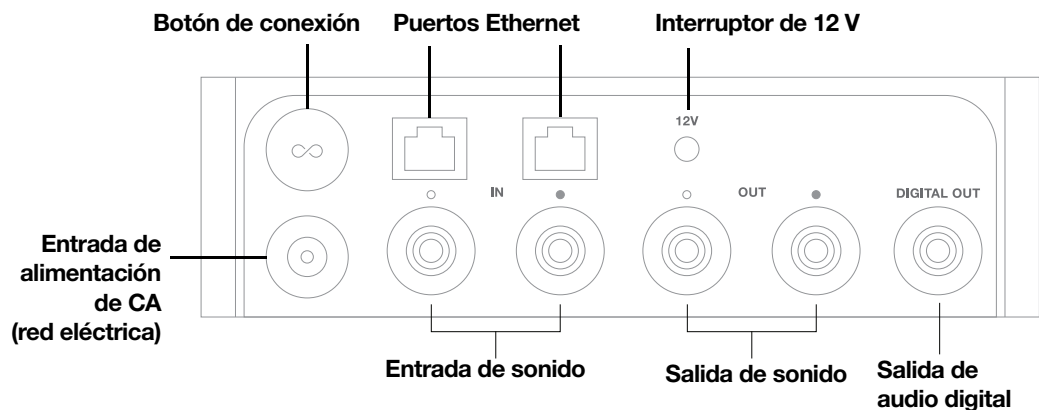 Botón de conexión
Puertos Ethernet
Interruptor de 12 V
12V
IN
OUT
DIGITAL OUT
Entrada de
alimentación
de CA
(red eléctrica)
Entrada de sonido
Salida de sonido
Salida de
audio digital